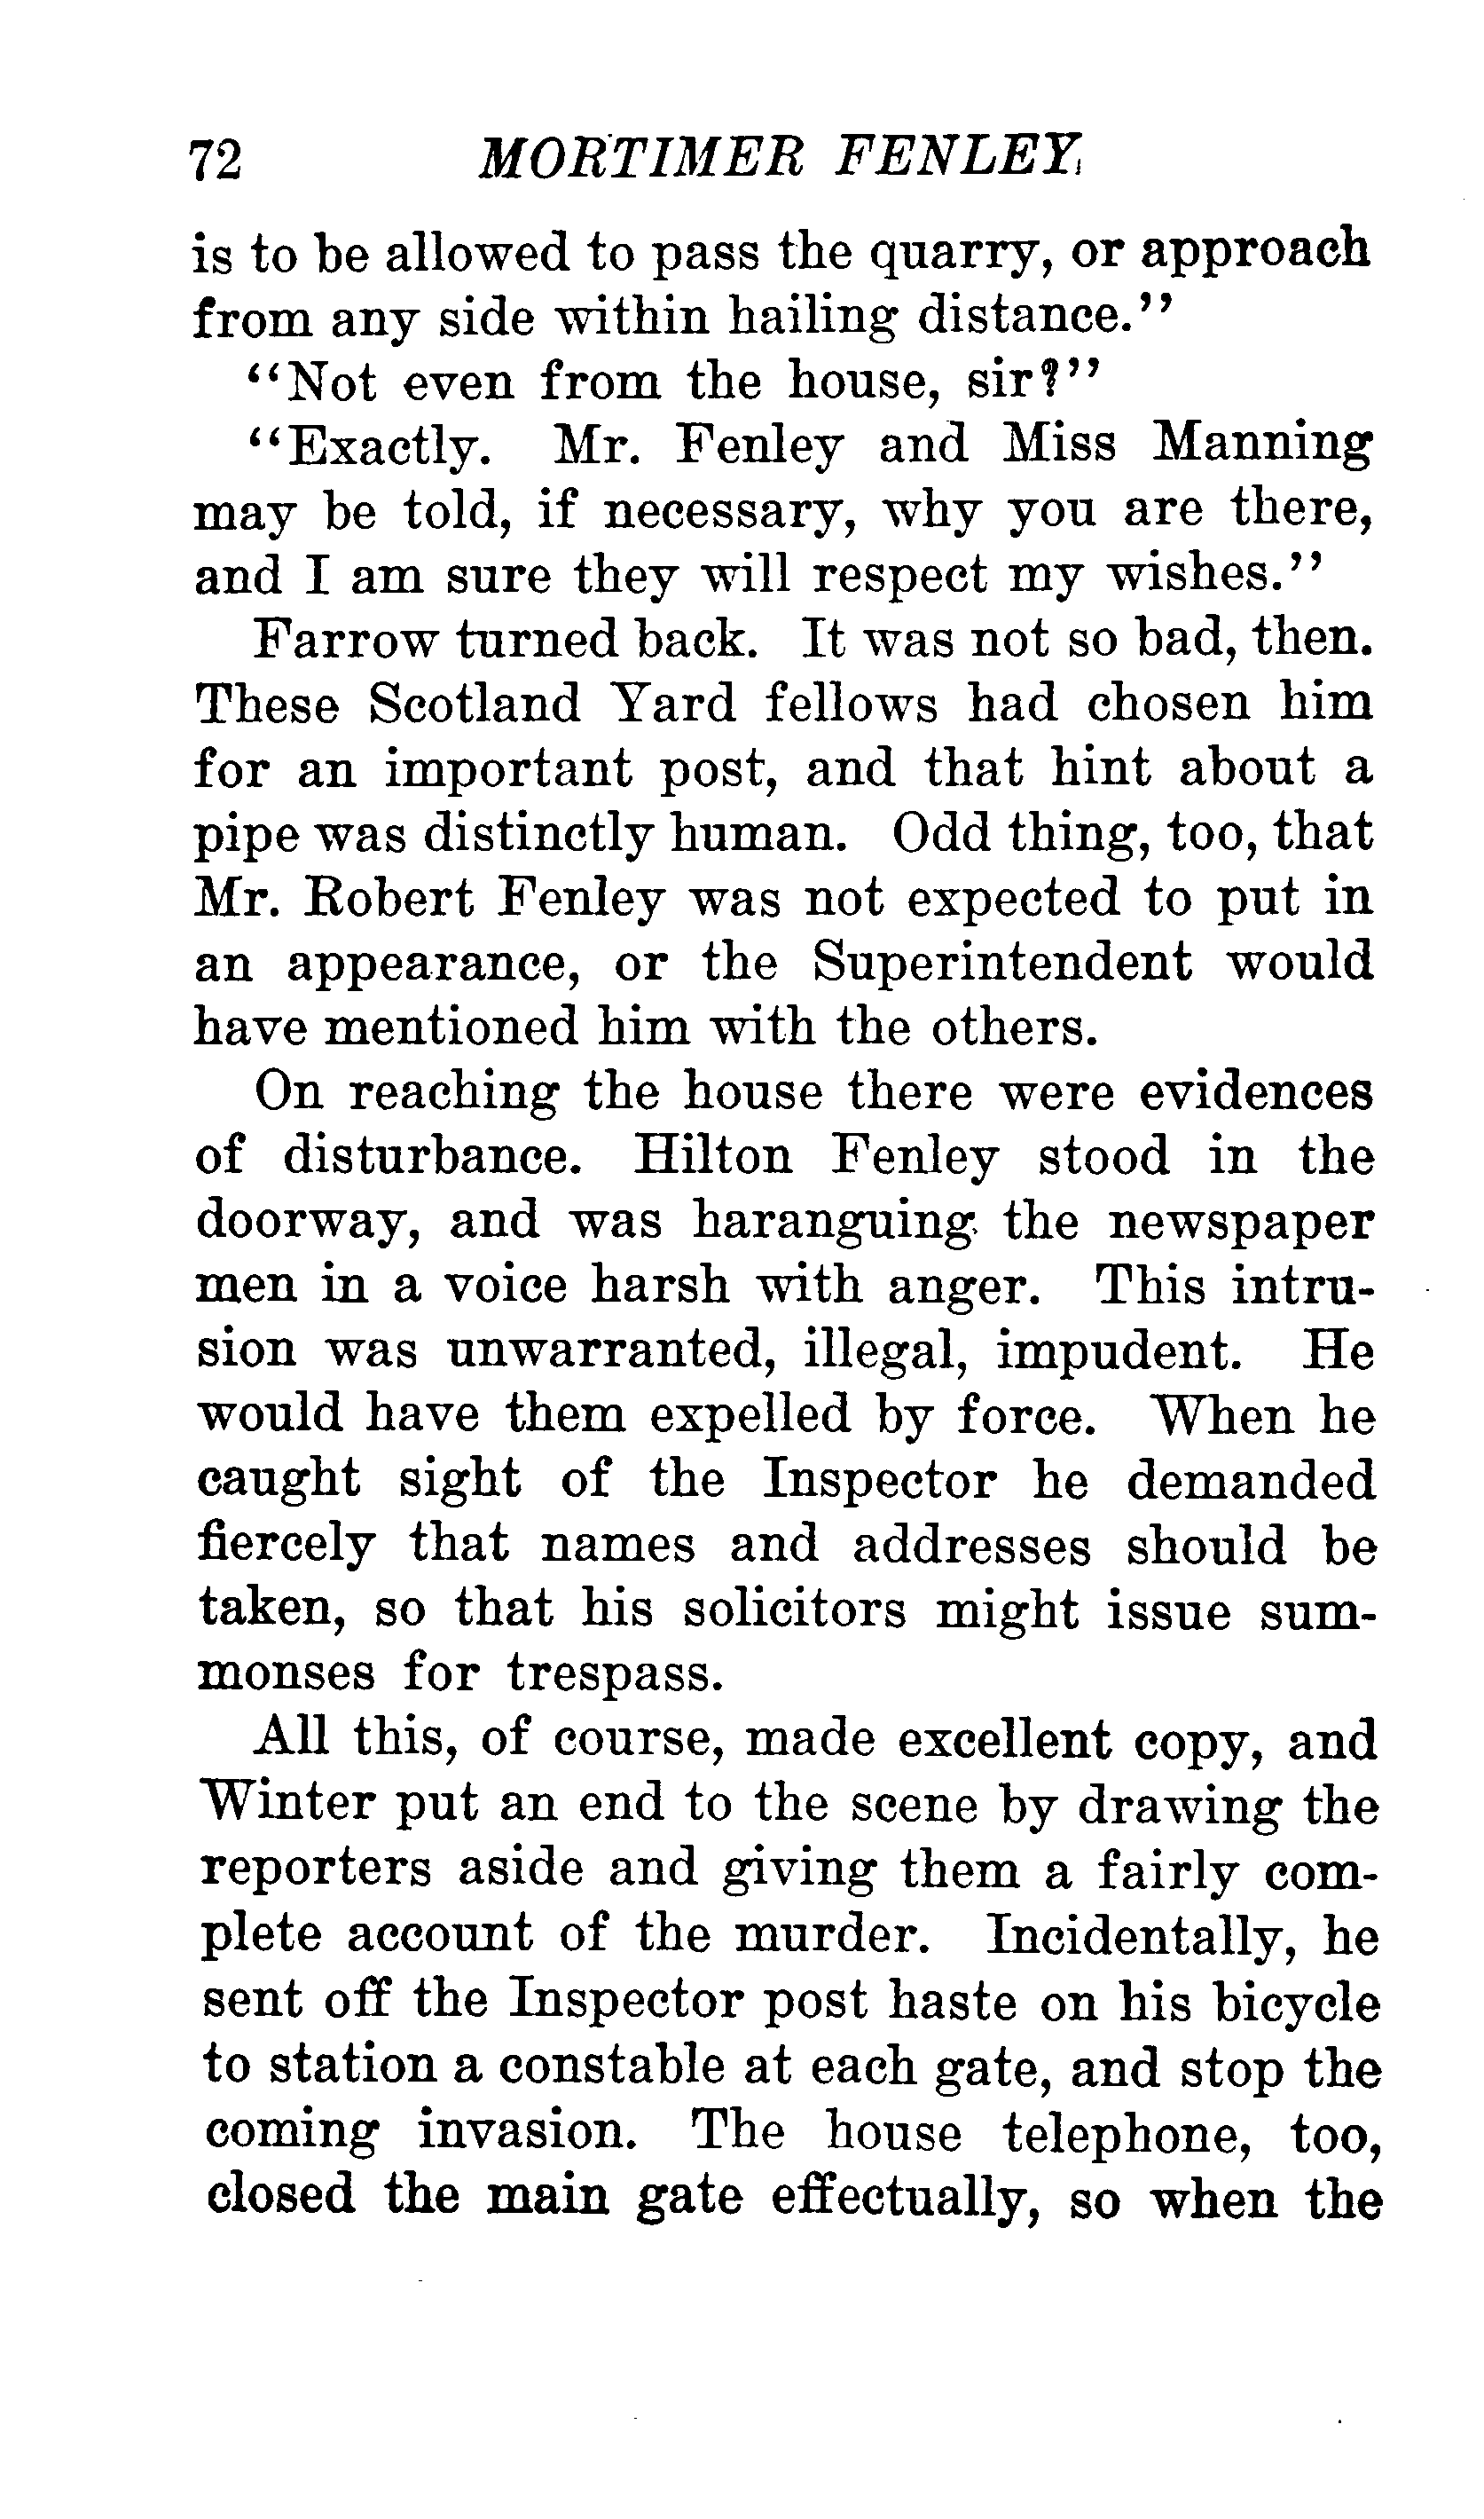 72 MORTIMER FENLEY
is to be allowed to pass the quarry, or approach
from any side within hailing distance."
"Not even from the house, sir?"
"Exactly. Mr. Fenley and Miss Manning
may be told, if necessary, why you are there,
and I am sure they will respect my wishes."
Farrow turned back. It was not so bad, then.
These Scotland Yard fellows had chosen him
for an important post, and that hint about a
pipe was distinctly human. Odd thing, too, that
Mr. Robert Fenley was not expected to put in
an appearance, or the Superintendent would
have mentioned him with the others.
On reaching the house there were evidences
of disturbance. Hilton Fenley stood in the
doorway, and was haranguing the newspaper
men in a voice harsh with anger. This intru-
sion was unwarranted, illegal, impudent. He
would have them expelled by force. When he
caught sight of the Inspector he demanded
fiercely that names and addresses should be
taken, so that his solicitors might issue sum-
monses for trespass.
All this, of course, made excellent copy, and
Winter put an end to the scene by drawing the
reporters aside and giving them a fairly com-
plete account of the murder. Incidentally, he
sent off the Inspector post haste on his bicycle
to station a constable at each gate, and stop the
coming invasion. The house telephone, too,
closed the main gate effectually, so when the